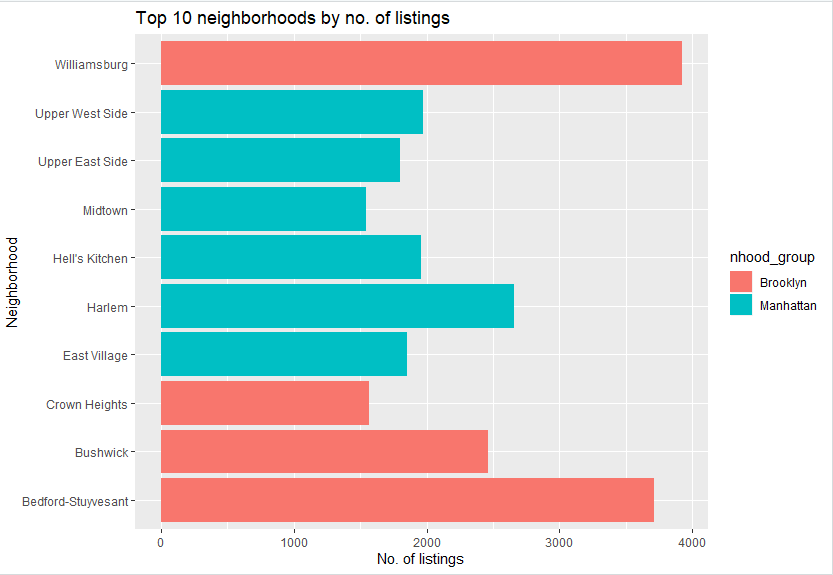 Top 10 neighborhoods by no. of listings
Neighborhood
Williamsburg
Upper West Side
Upper East Side
Midtown
Hell's Kitchen
Harlem
East Village
Crown Heights
Bushwick
Bedford-Stuyvesant
0 1000 2000 3000 4000
No. of listings
nhood_group
Brooklyn
Manhattan